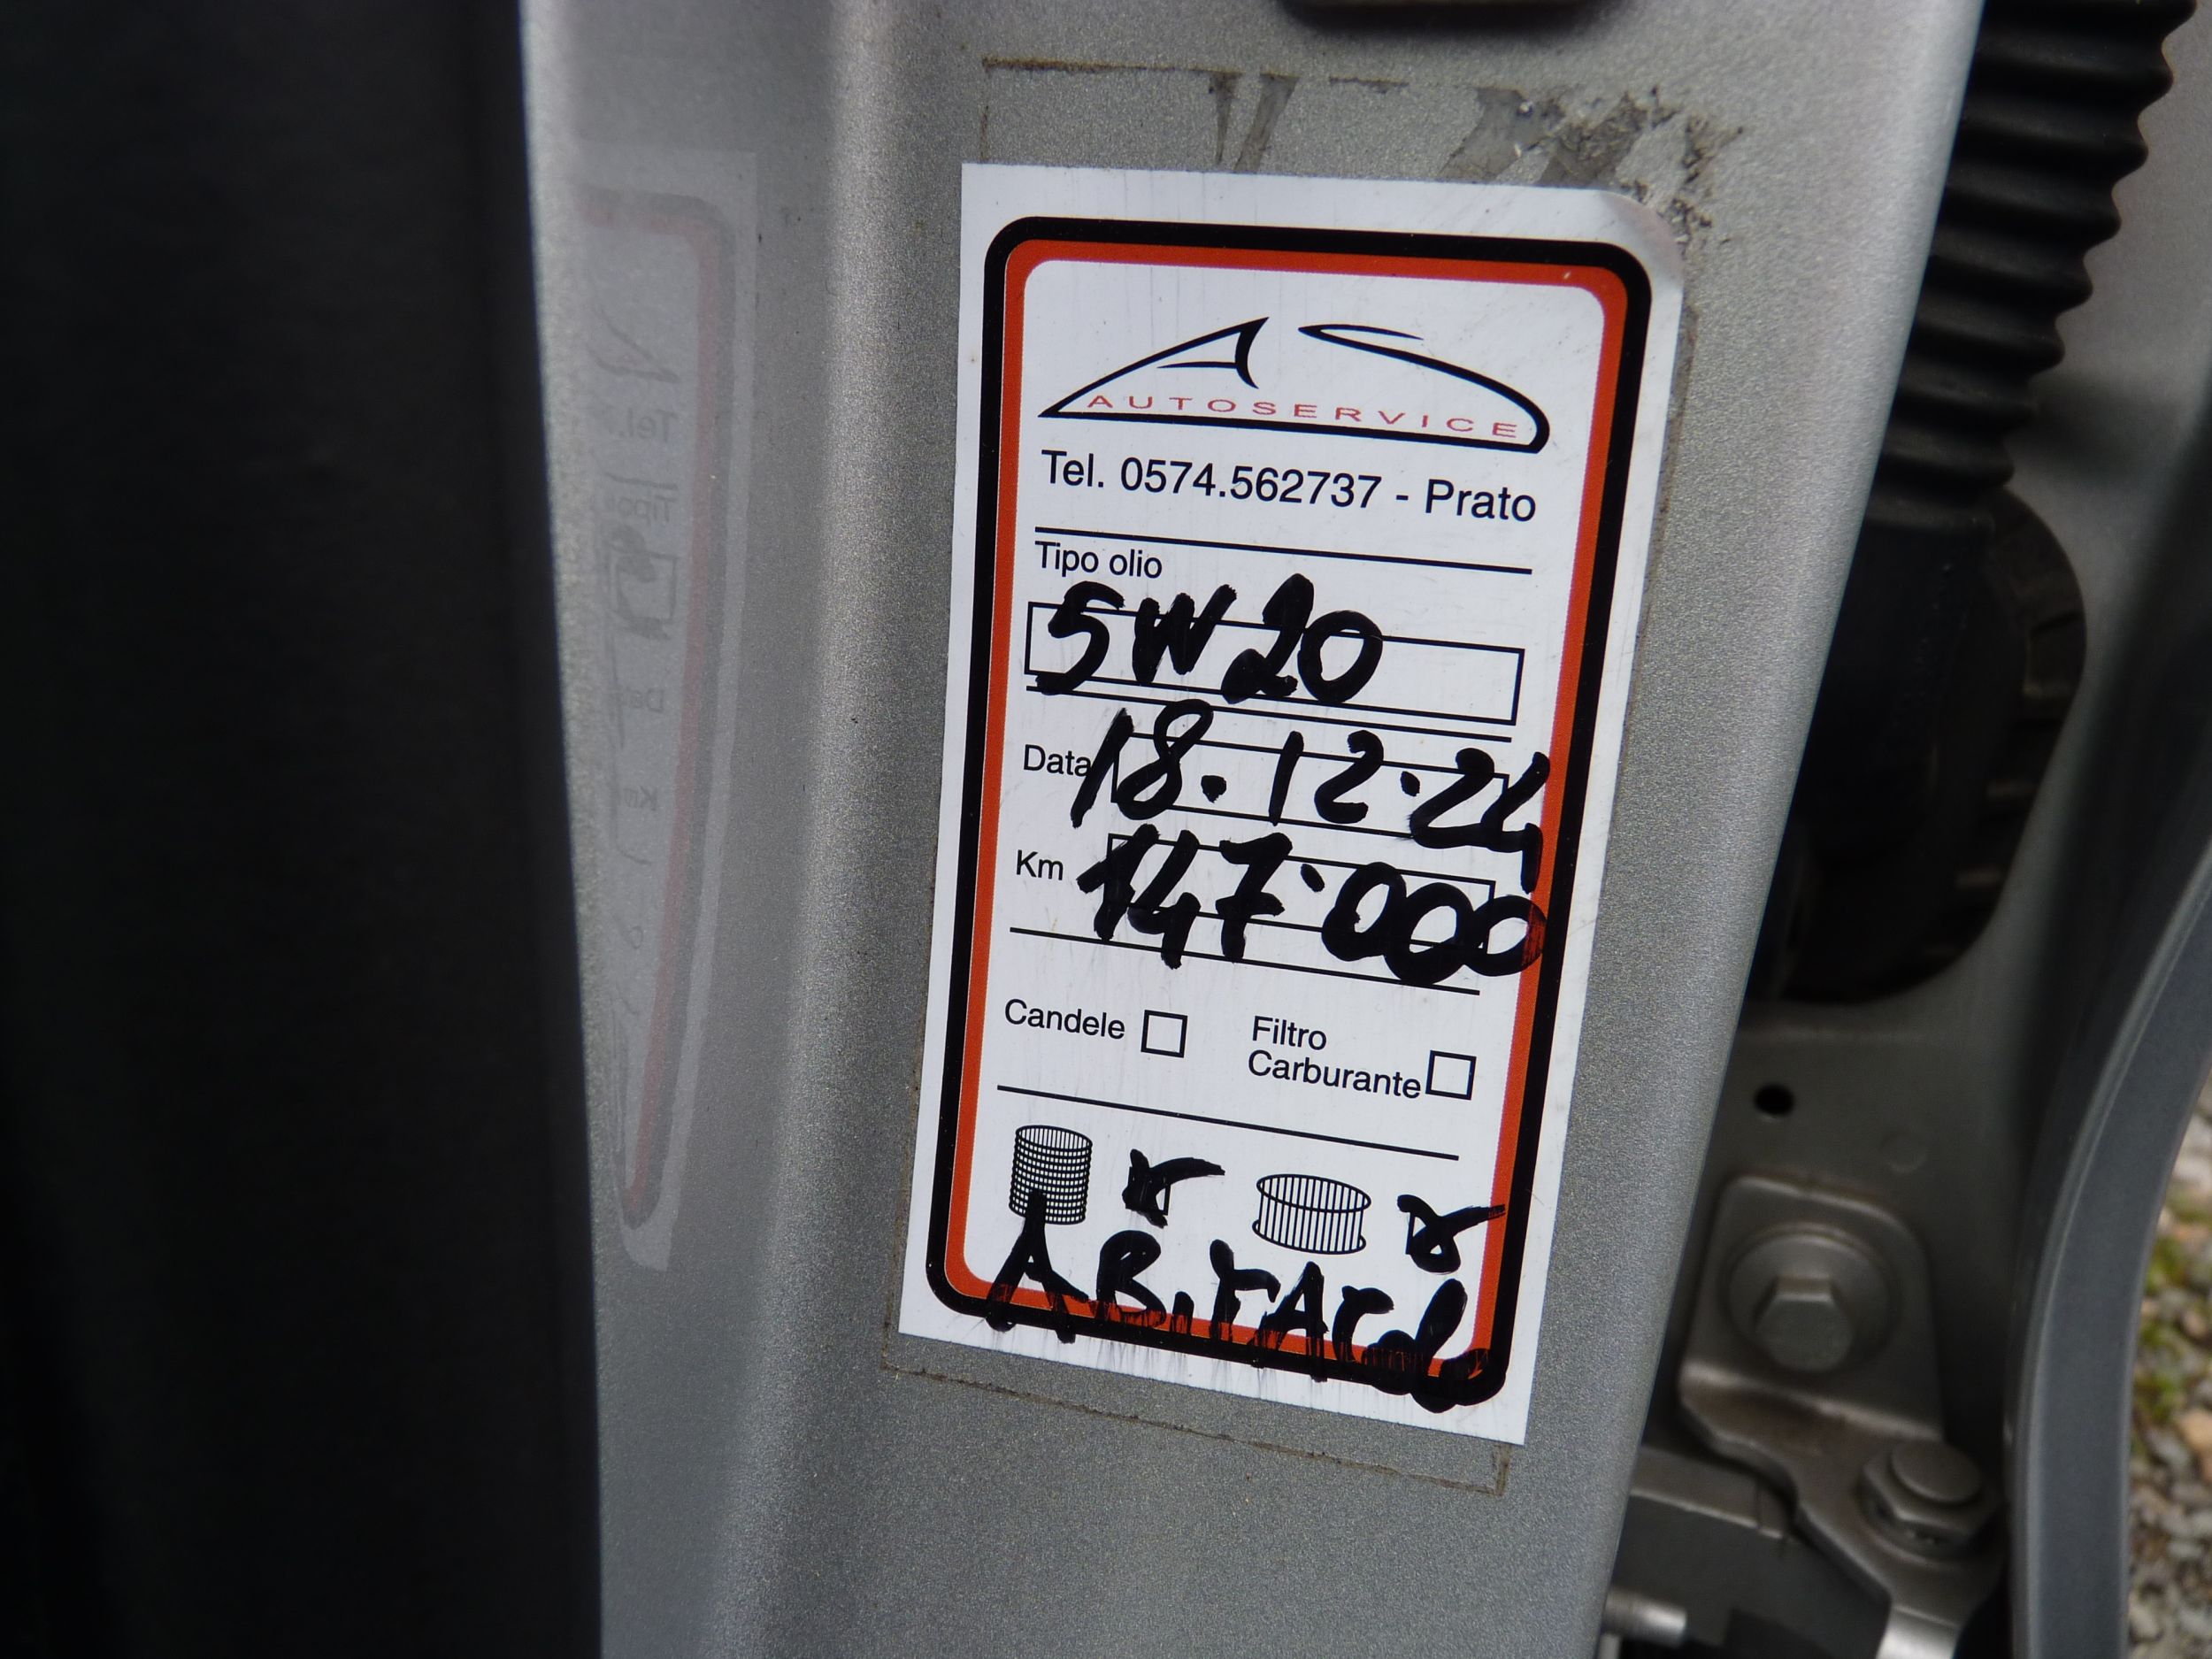 AUTOSERVICE
Tel. 0574.562737 - Prato
Tipo olio
5W20
Data 18.12.24
Km 147.000
Candele
Filtro
Carburante